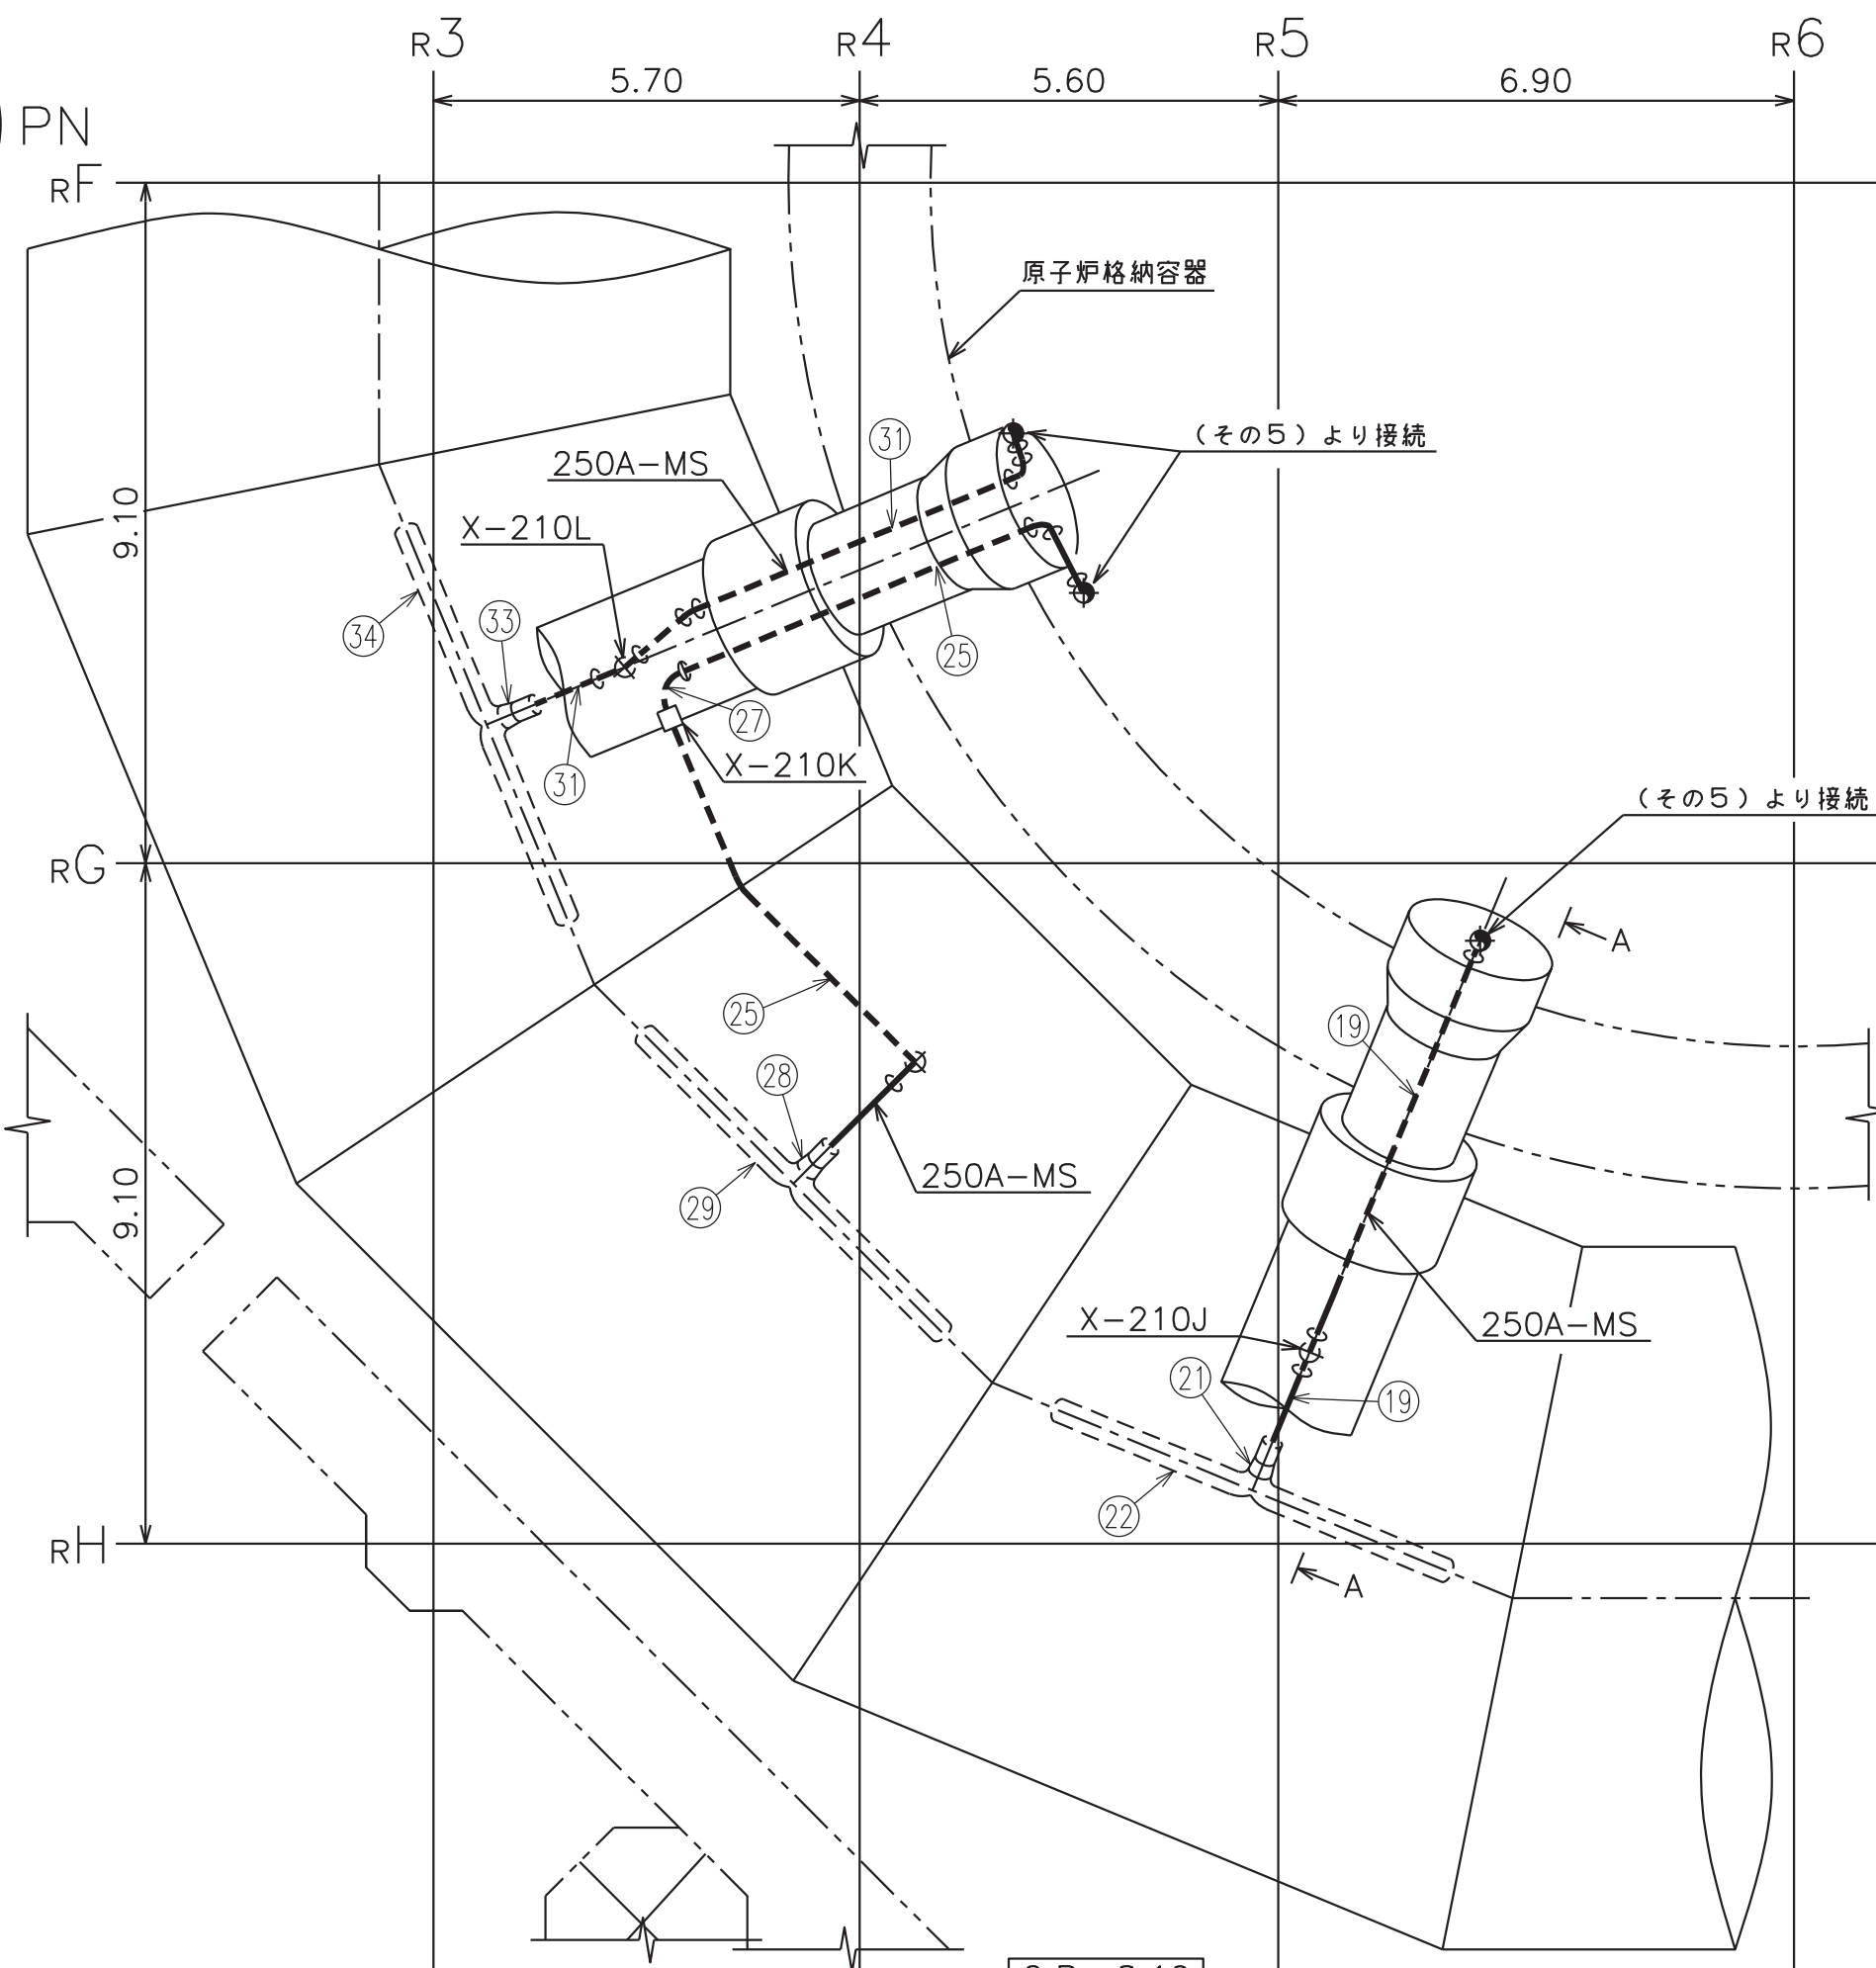 R3 R4 R5 R6
5.70 5.60 6.90
PN
RF
原子炉格納容器
31
(その5)より接続
250A-MS
9.10
X-210L
33
34
25
27
X-210K
31
(その5)より接続
RG
A
25
19
28
250A-MS
29
9.10
X-210J
250A-MS
21
19
22
RH
A